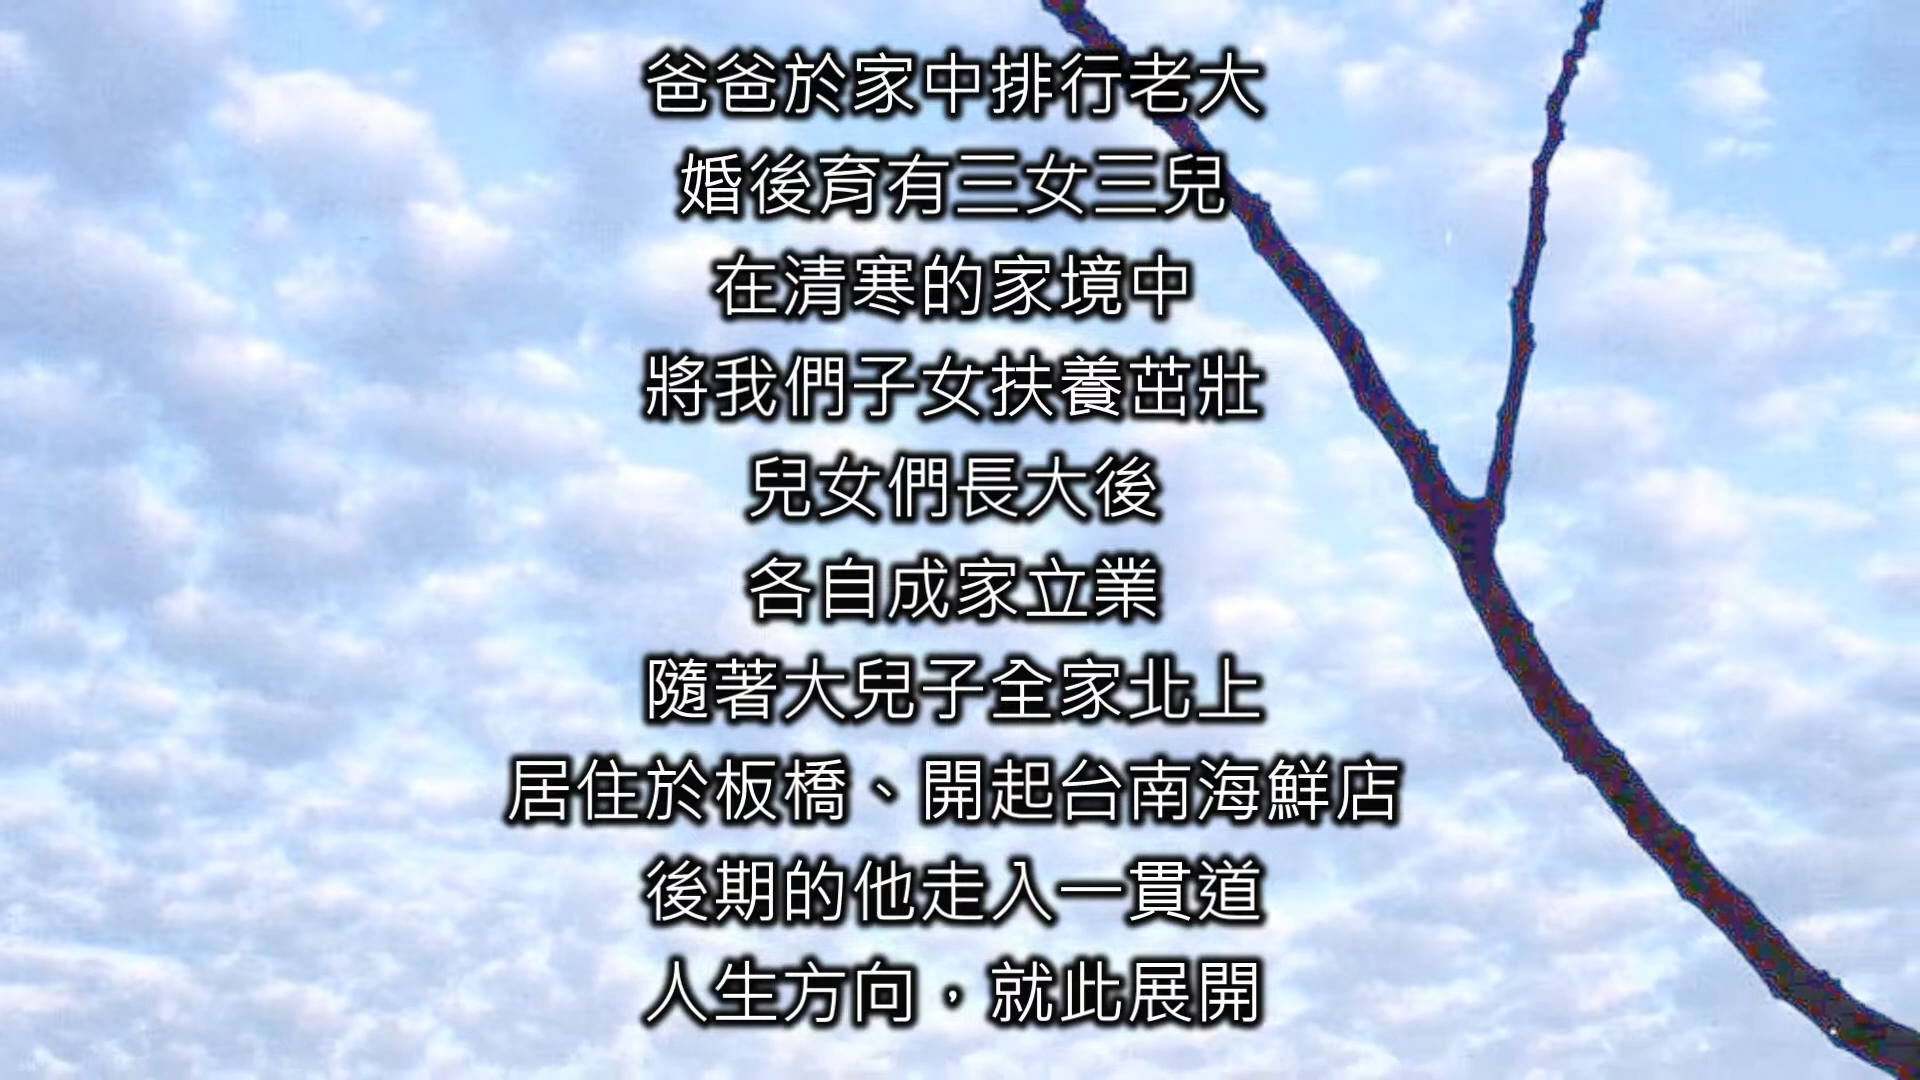 爸爸於家中排行老大
婚後育有三女三兒
在清寒的家境中
將我們子女扶養茁壯
兒女們長大後
各自成家立業
隨著大兒子全家北上
居住於板橋、開起台南海鮮店
後期的他走入一貫道
人生方向，就此展開